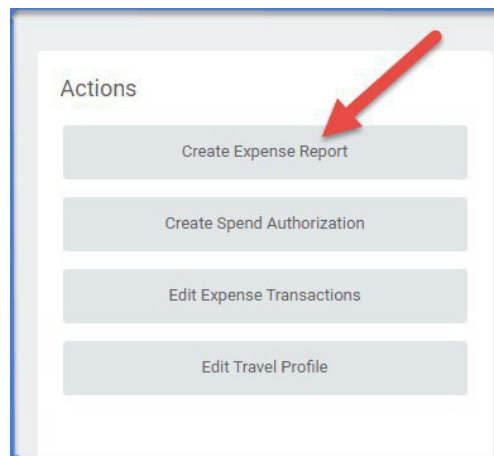 Actions
Create Expense Report
Create Spend Authorization
Edit Expense Transactions
Edit Travel Profile